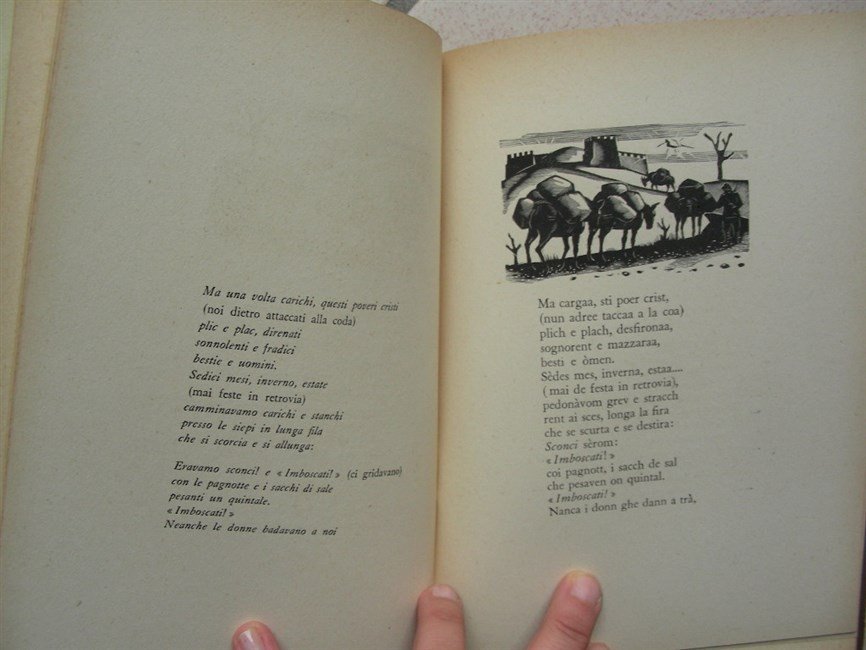 Ma una volta carichi, questi poveri cristi
(noi dietro attaccati alla coda)
plic e plac, direnati
sonnolenti e fradici
bestie e uomini.
Sedici mesi, inverno, estate
(mai feste in retrovia)
camminavamo carichi e stanchi
presso le siepi in lunga fila
che si scorcia e si allunga:
Eravamo sconci! e « Imboscati! » (ci gridavano)
con le pagnotte e i sacchi di sale
pesanti un quintale.
« Imboscati! »
Neanche le donne badavano a noi
Ma cargaa, sti poer crist,
(nun adree taccaa a la coa)
plich e plach, desfironaa,
sognorent e mazzaraa,
besti e òmen.
Sèdes mes, inverna, estaa....
( mai de festa in retrovia),
pedonàvom grev e stracch
rent ai sces, longa la fira
che se scurta e se destira:
Sconci sèrom:
« Imboscati! »
coi pagnott, i sacch de sal
che pesaven on quintal.
« Imboscati! »
Nanca i donn ghe dann a trà,